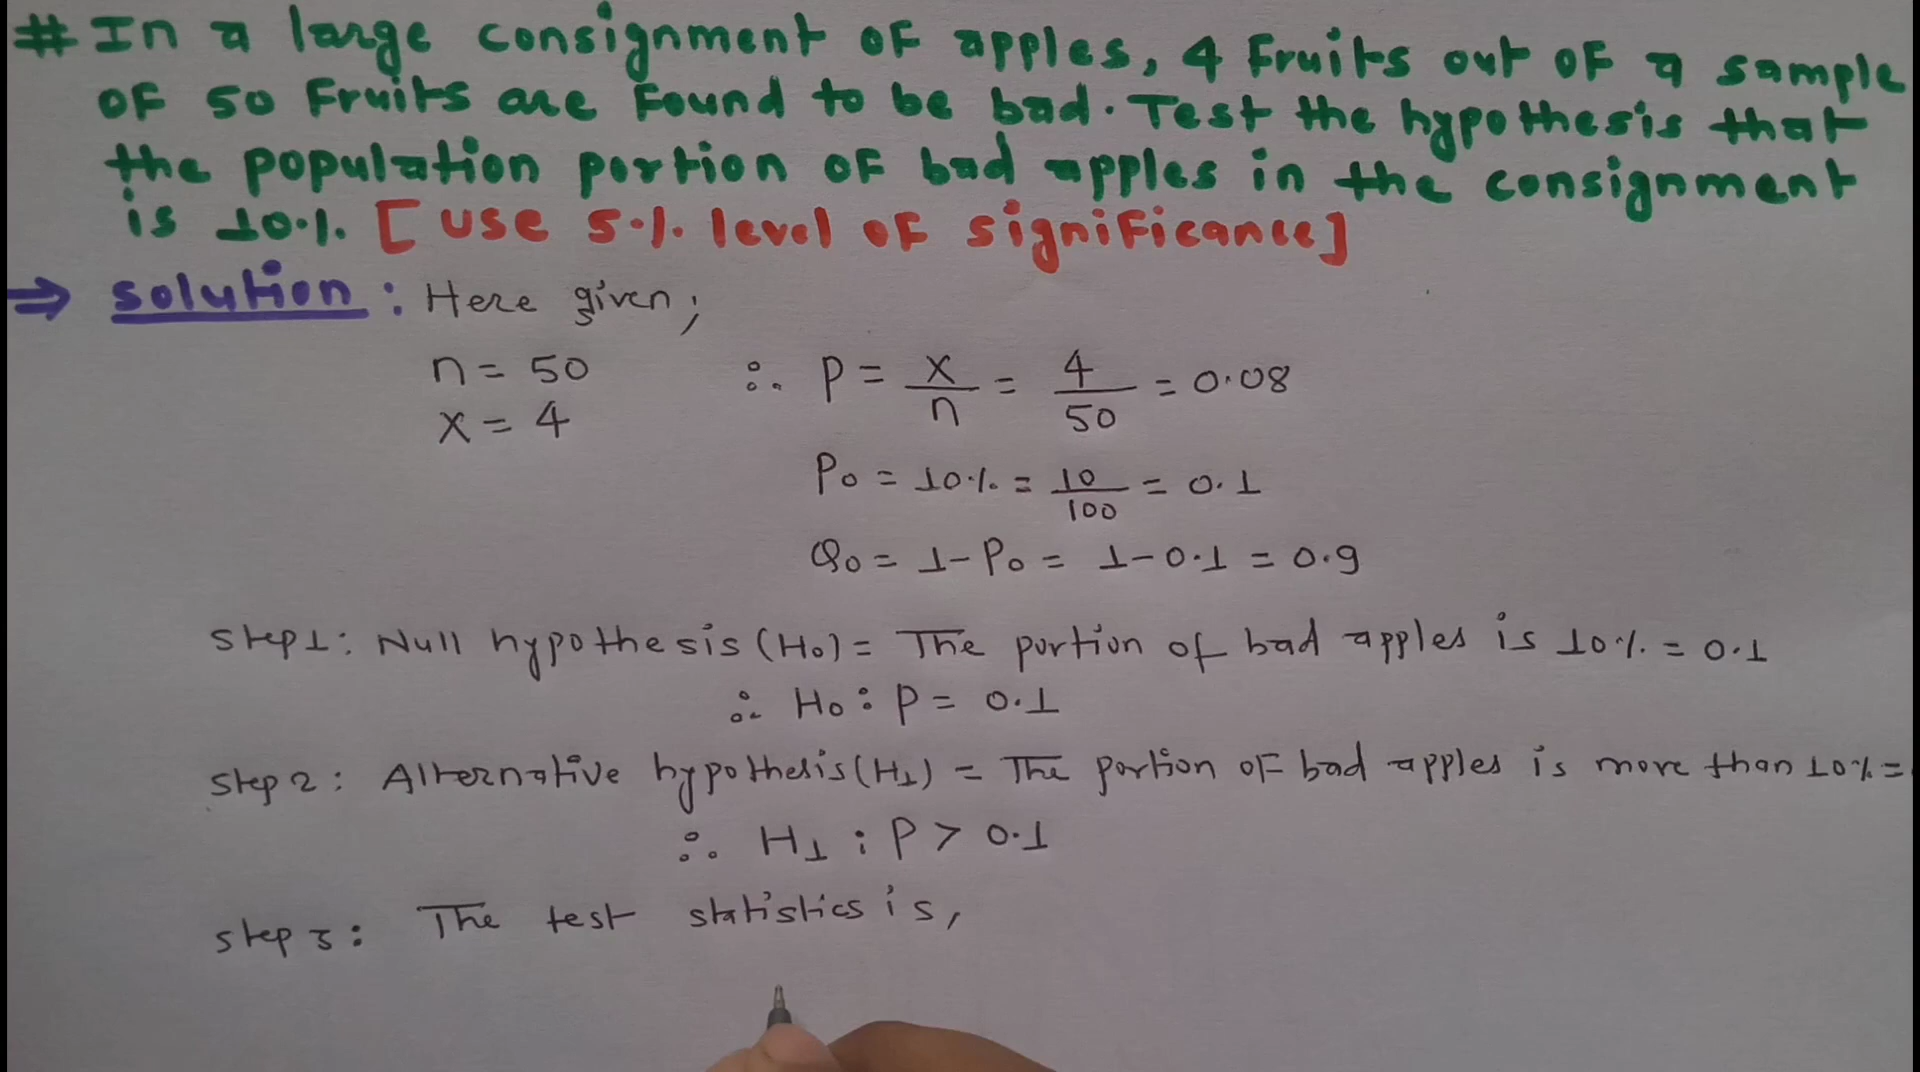 # In a large consignment of apples, 4 Fruits out of a sample
of 50 Fruits are Found to be bad. Test the hypothesis that
the population portion of bad apples in the consignment
is 10%. [use 5% level of significance]
⇒ solution: Here given;
n = 50 ∴ p = x/n = 4/50 = 0.08
x = 4
P₀ = 10% = 10/100 = 0.1
Q₀ = 1-P₀ = 1-0.1 = 0.9
step1: Null hypothesis (H₀) = The portion of bad apples is 10% = 0.1
∴ H₀: P = 0.1
step 2: Alternative hypothesis (H₁) = The portion of bad apples is more than 10% =
∴ H₁: P > 0.1
step 3: The test statistics is,